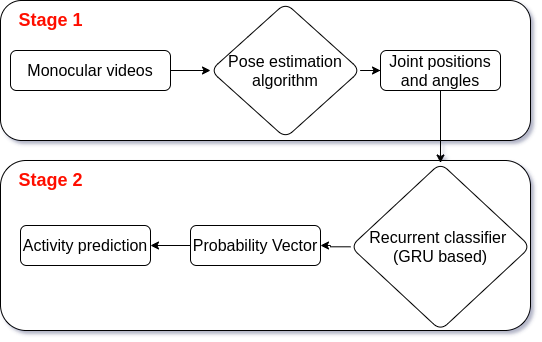 Stage 1
Monocular videos
Pose estimation
algorithm
Joint positions
and angles
Stage 2
Recurrent classifier
(GRU based)
Probability Vector
Activity prediction